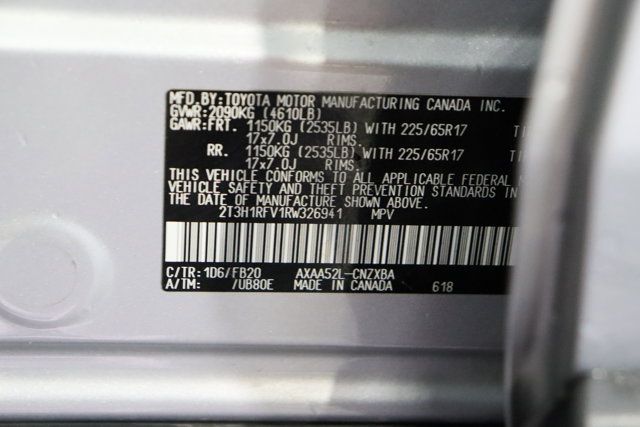 MFD. BY: TOYOTA MOTOR MANUFACTURING CANADA INC.
GVWR: 2090KG (4610LB)
GAWR: FRT. 1150KG (2535LB) WITH 225/65R17
17x7.0J RIMS.
RR. 1150KG (2535LB) WITH 225/65R17
17x7.0J RIMS.
THIS VEHICLE CONFORMS TO ALL APPLICABLE FEDERAL
VEHICLE SAFETY AND THEFT PREVENTION STANDARDS IN
THE DATE OF MANUFACTURE SHOWN ABOVE.
2T3H1RFV1RW326941 MPV
C/TR: 1D6/FB20 AXAA52L-CNZXBA
A/TM: /UB80E MADE IN CANADA 618